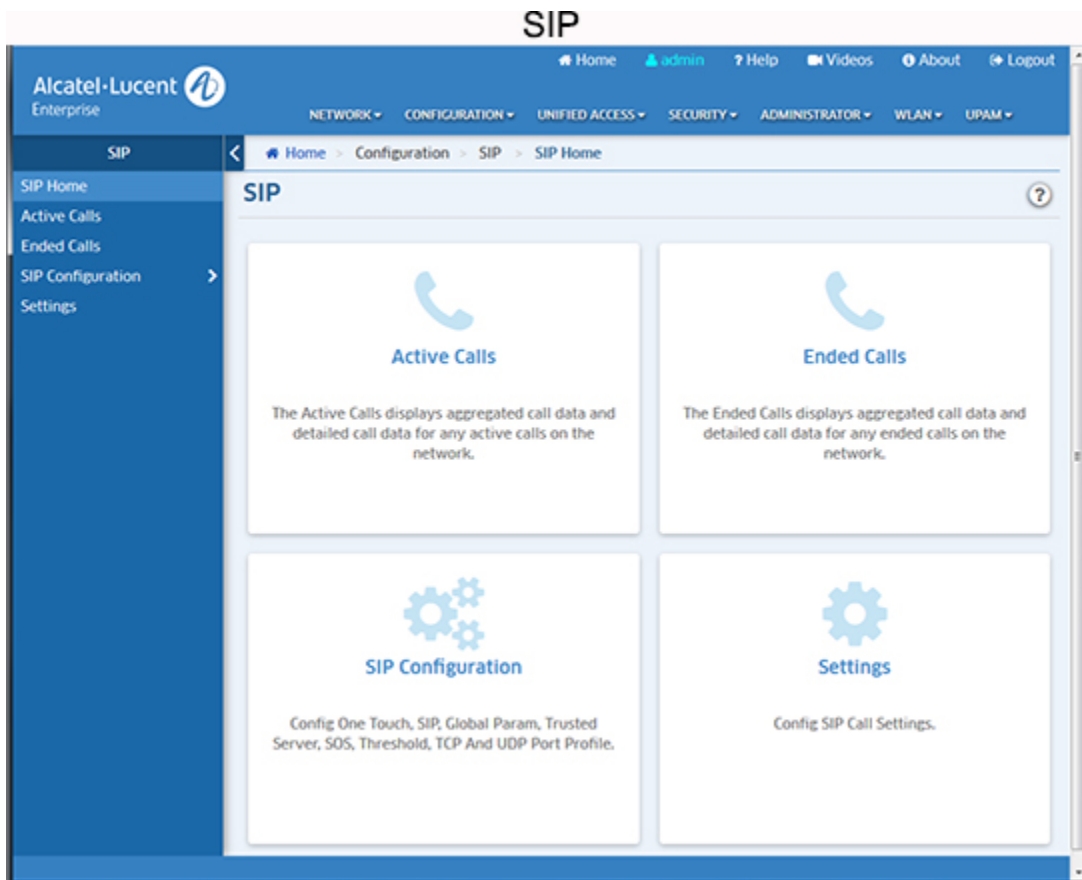 SIP
Home admin ? Help Videos About Logout
Alcatel·Lucent
Enterprise
NETWORK CONFIGURATION UNIFIED ACCESS SECURITY ADMINISTRATOR WLAN UPAM
SIP
Home > Configuration > SIP > SIP Home
SIP Home
Active Calls
Ended Calls
SIP Configuration
Settings
SIP
?
Active Calls
The Active Calls displays aggregated call data and
detailed call data for any active calls on the
network.
Ended Calls
The Ended Calls displays aggregated call data and
detailed call data for any ended calls on the
network.
SIP Configuration
Config One Touch, SIP, Global Param, Trusted
Server, SOS, Threshold, TCP And UDP Port Profile.
Settings
Config SIP Call Settings.